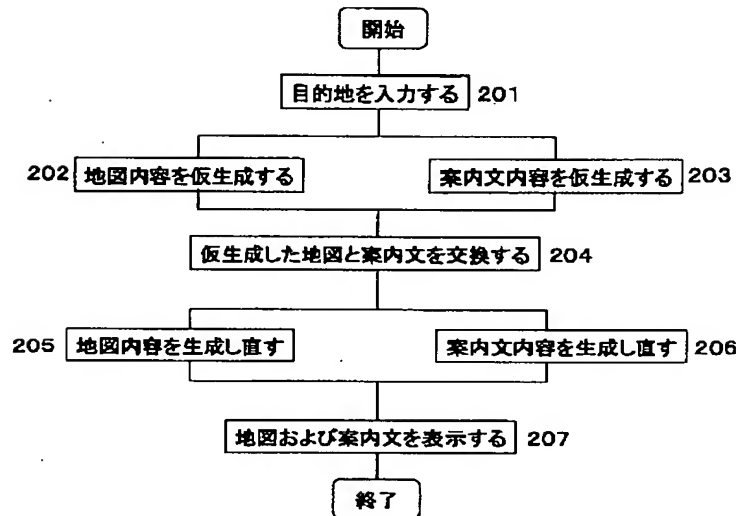 開始
目的地を入力する 201
202 地図内容を仮生成する
案内文内容を仮生成する 203
仮生成した地図と案内文を交換する 204
205 地図内容を生成し直す
案内文内容を生成し直す 206
地図および案内文を表示する 207
終了